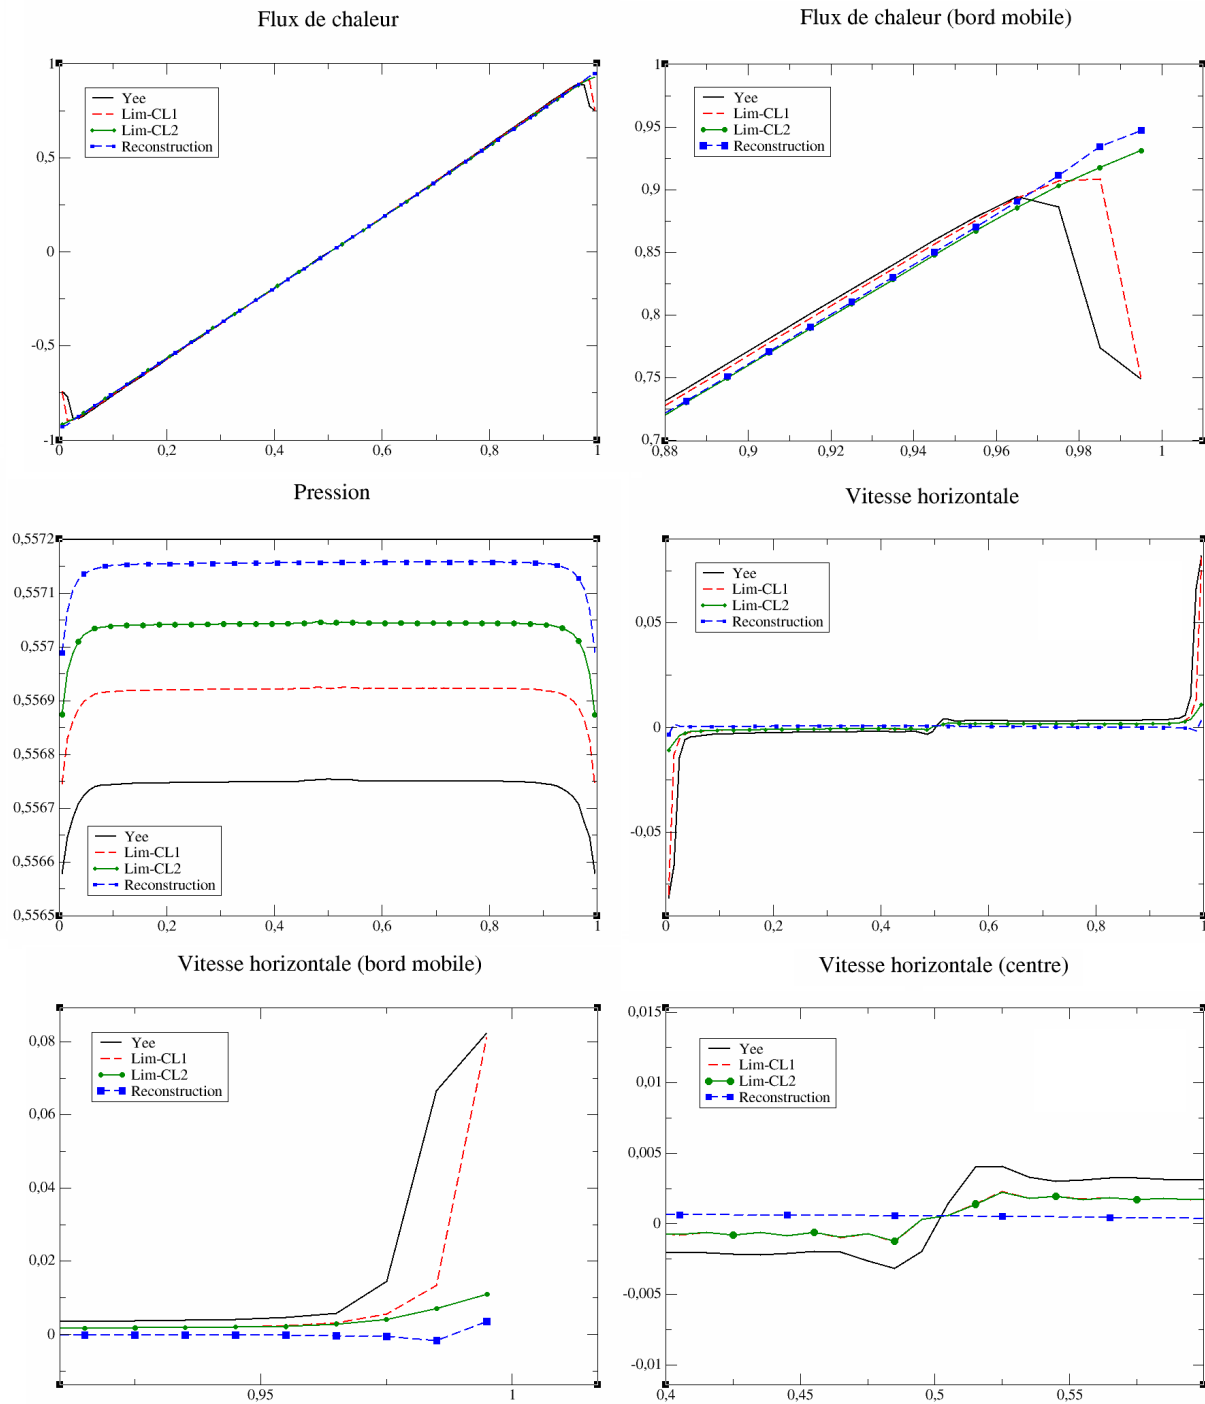 Flux de chaleur
1
0,5
0
-0,5
-1
0
0,2
0,4
0,6
0,8
1
Yee
Lim-CL1
Lim-CL2
Reconstruction
Flux de chaleur (bord mobile)
1
0,95
0,9
0,85
0,8
0,75
0,7
0,88
0,9
0,92
0,94
0,96
0,98
1
Yee
Lim-CL1
Lim-CL2
Reconstruction
Pression
0,5572
0,5571
0,557
0,5569
0,5568
0,5567
0,5566
0,5565
0
0,2
0,4
0,6
0,8
1
Yee
Lim-CL1
Lim-CL2
Reconstruction
Vitesse horizontale
0,05
0
-0,05
0
0,2
0,4
0,6
0,8
1
Yee
Lim-CL1
Lim-CL2
Reconstruction
Vitesse horizontale (bord mobile)
0,08
0,06
0,04
0,02
0
0,95
1
Yee
Lim-CL1
Lim-CL2
Reconstruction
Vitesse horizontale (centre)
0,015
0,01
0,005
0
-0,005
-0,01
0,4
0,45
0,5
0,55
Yee
Lim-CL1
Lim-CL2
Reconstruction